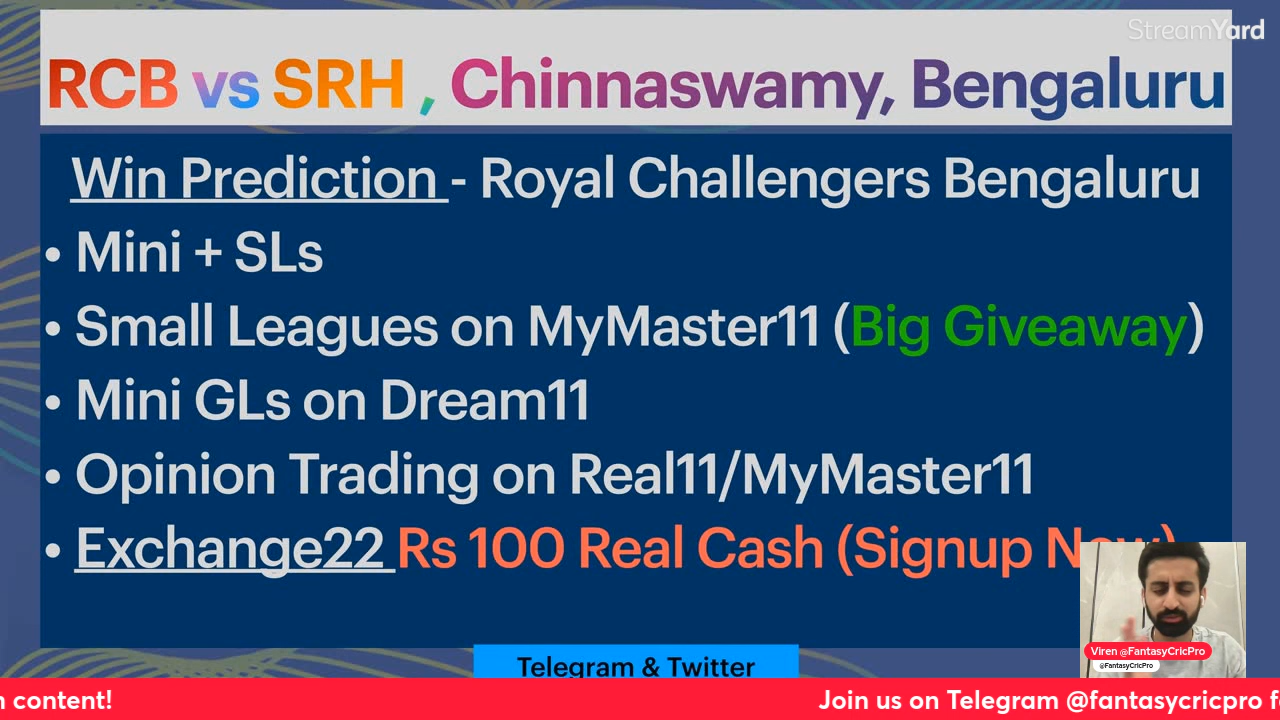 StreamYard
RCB vs SRH , Chinnaswamy, Bengaluru
Win Prediction - Royal Challengers Bengaluru
• Mini + SLs
• Small Leagues on MyMaster11 (Big Giveaway)
• Mini GLs on Dream11
• Opinion Trading on Real11/MyMaster11
• Exchange22 Rs 100 Real Cash (Signup Now)
Viren @FantasyCricPro
@FantasyCricPro
Telegram & Twitter
content! Join us on Telegram @fantasycricpro